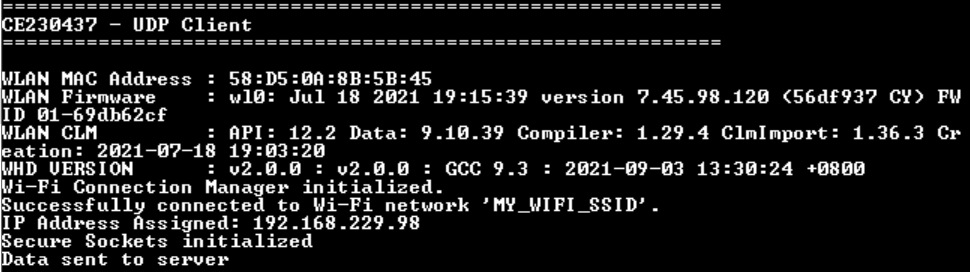 ============================================================
CE230437 - UDP Client
============================================================
WLAN MAC Address : 58:D5:0A:8B:5B:45
WLAN Firmware    : wl0: Jul 18 2021 19:15:39 version 7.45.98.120 (56df937 CY) FW
ID 01-69db62cf
WLAN CLM         : API: 12.2 Data: 9.10.39 Compiler: 1.29.4 ClmImport: 1.36.3 Cr
eation: 2021-07-18 19:03:20
WHD VERSION      : v2.0.0 : v2.0.0 : GCC 9.3 : 2021-09-03 13:30:24 +0800
Wi-Fi Connection Manager initialized.
Successfully connected to Wi-Fi network 'MY_WIFI_SSID'.
IP Address Assigned: 192.168.229.98
Secure Sockets initialized
Data sent to server